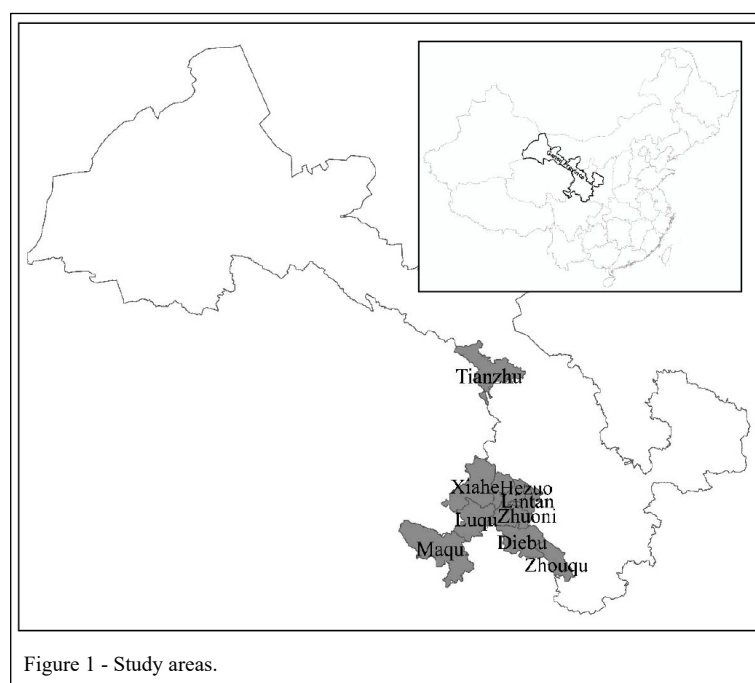 Tianzhu
Xiahe
Hezuo
Lintan
Luqu
Zhuoni
Maqu
Diebu
Zhouqu
Figure 1 - Study areas.